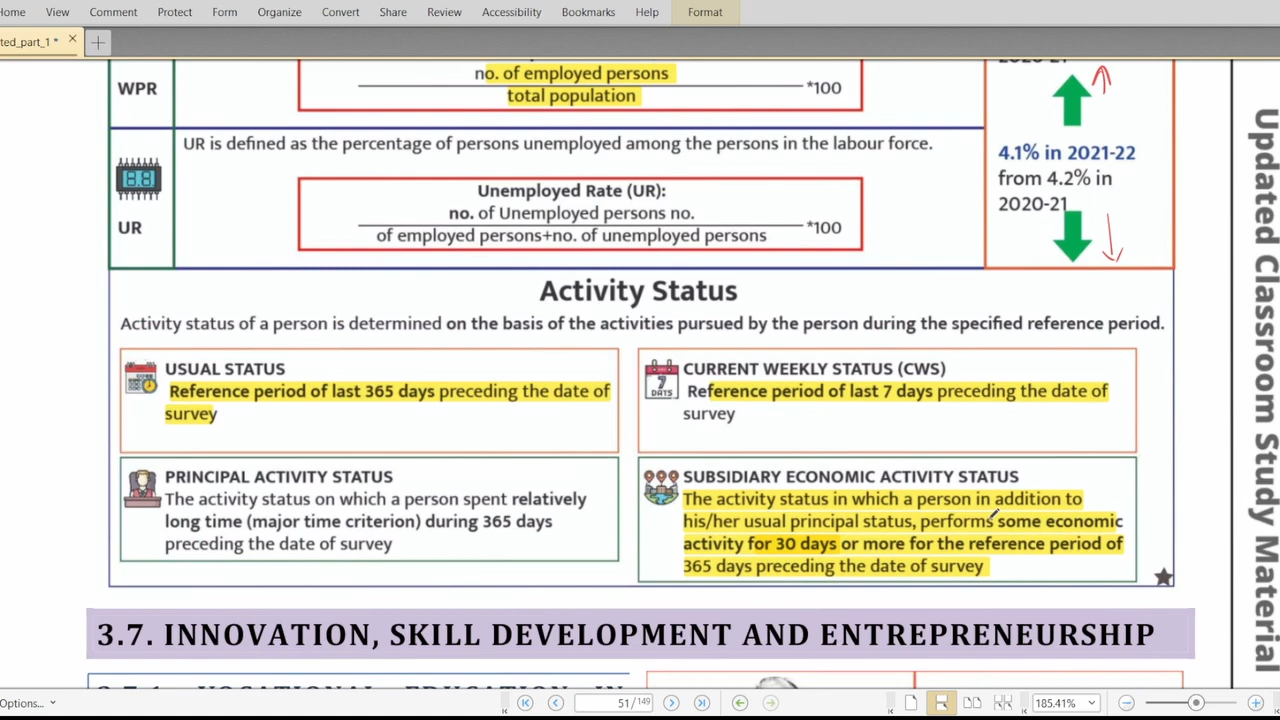 Home View Comment Protect Form Organize Convert Share Review Accessibility Bookmarks Help Format
ted_part_1 *
WPR
no. of employed persons
total population
*100
UR is defined as the percentage of persons unemployed among the persons in the labour force.
UR
Unemployed Rate (UR):
no. of Unemployed persons no.
of employed persons+no. of unemployed persons
*100
4.1% in 2021-22
from 4.2% in
2020-21
Activity Status
Activity status of a person is determined on the basis of the activities pursued by the person during the specified reference period.
USUAL STATUS
Reference period of last 365 days preceding the date of
survey
7
DAYS
CURRENT WEEKLY STATUS (CWS)
Reference period of last 7 days preceding the date of
survey
PRINCIPAL ACTIVITY STATUS
The activity status on which a person spent relatively
long time (major time criterion) during 365 days
preceding the date of survey
SUBSIDIARY ECONOMIC ACTIVITY STATUS
The activity status in which a person in addition to
his/her usual principal status, performs some economic
activity for 30 days or more for the reference period of
365 days preceding the date of survey
3.7. INNOVATION, SKILL DEVELOPMENT AND ENTREPRENEURSHIP
Updated Classroom Study Material
Options...
51 / 149
185.41%